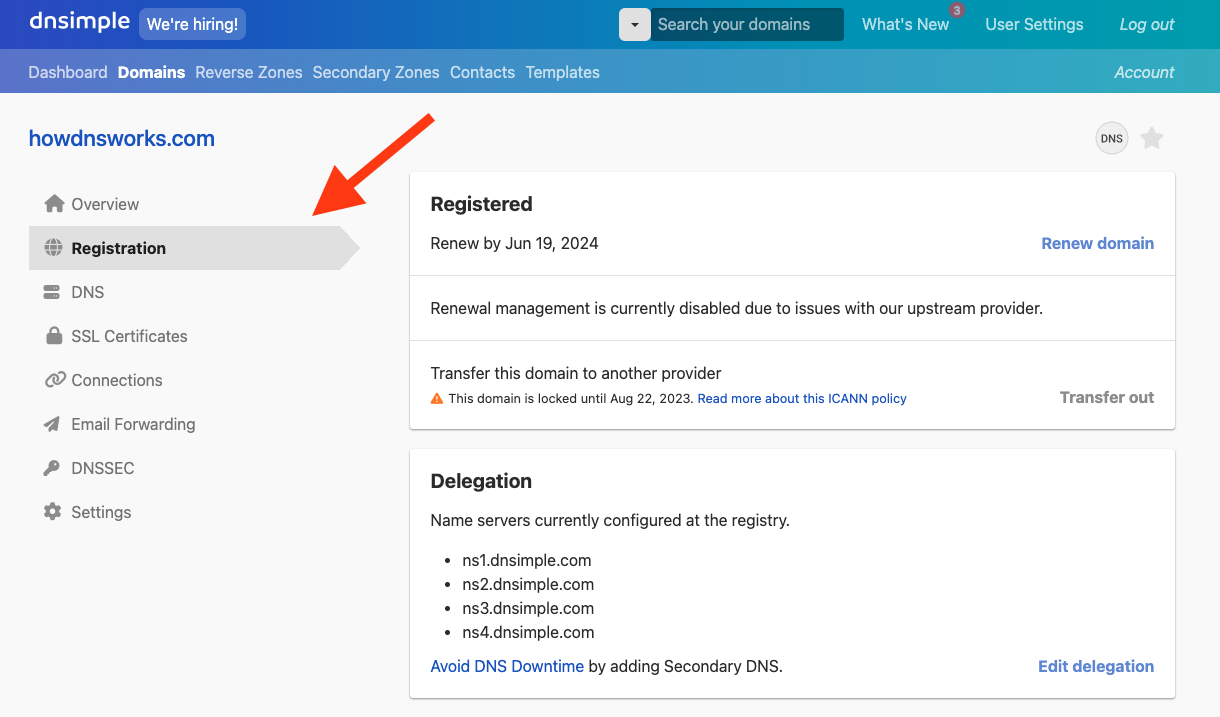 dnsimple We're hiring! Search your domains What's New 3 User Settings Log out
Dashboard Domains Reverse Zones Secondary Zones Contacts Templates Account
howdnsworks.com DNS
Overview
Registration
DNS
SSL Certificates
Connections
Email Forwarding
DNSSEC
Settings
Registered
Renew by Jun 19, 2024 Renew domain
Renewal management is currently disabled due to issues with our upstream provider.
Transfer this domain to another provider
This domain is locked until Aug 22, 2023. Read more about this ICANN policy Transfer out
Delegation
Name servers currently configured at the registry.
• ns1.dnsimple.com
• ns2.dnsimple.com
• ns3.dnsimple.com
• ns4.dnsimple.com
Avoid DNS Downtime by adding Secondary DNS. Edit delegation